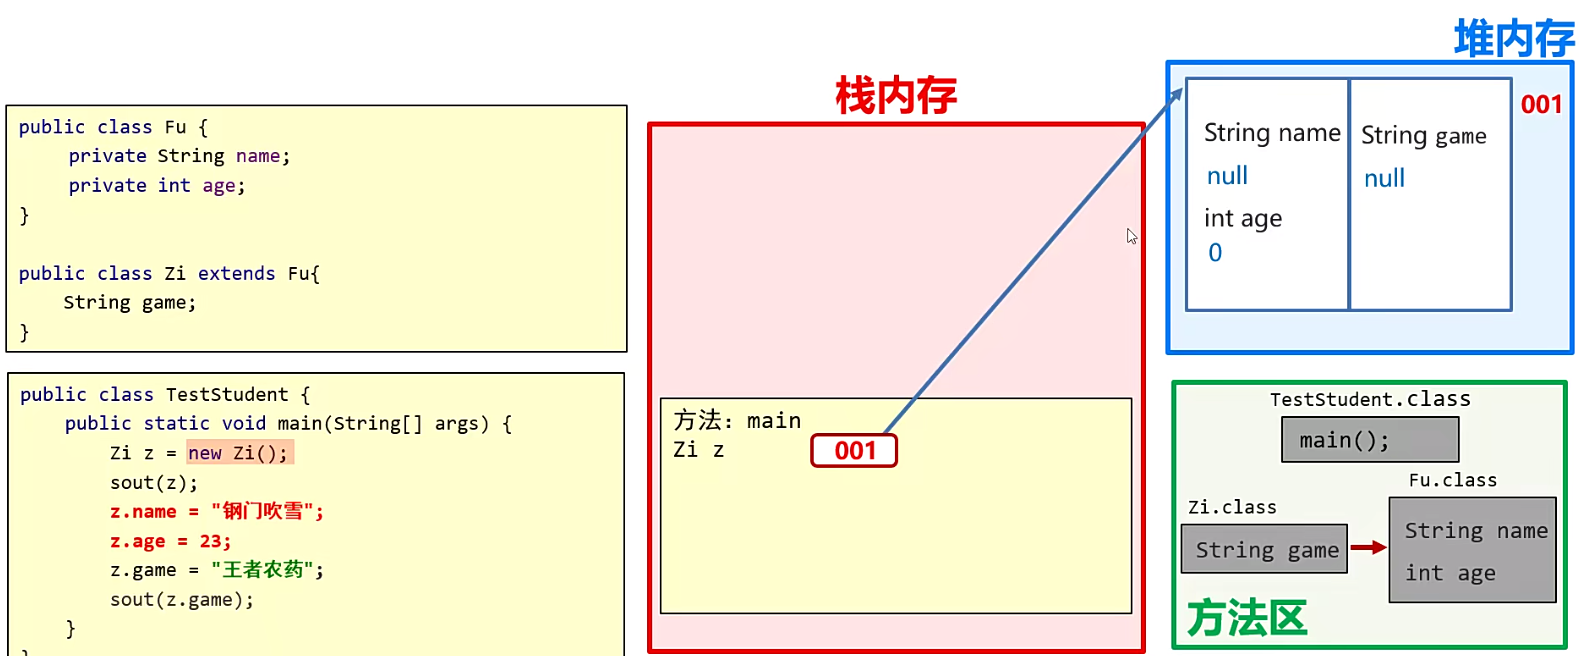 public class Fu {
private String name;
private int age;
}
public class Zi extends Fu{
String game;
}
public class TestStudent {
public static void main(String[] args) {
Zi z = new Zi();
sout(z);
z.name = "钢门吹雪";
z.age = 23;
z.game = "王者农药";
sout(z.game);
}
栈内存
方法: main
Zi z
001
堆内存
001
String name
null
int age
0
String game
null
TestStudent.class
main();
Fu.class
String name
int age
Zi.class
String game
方法区